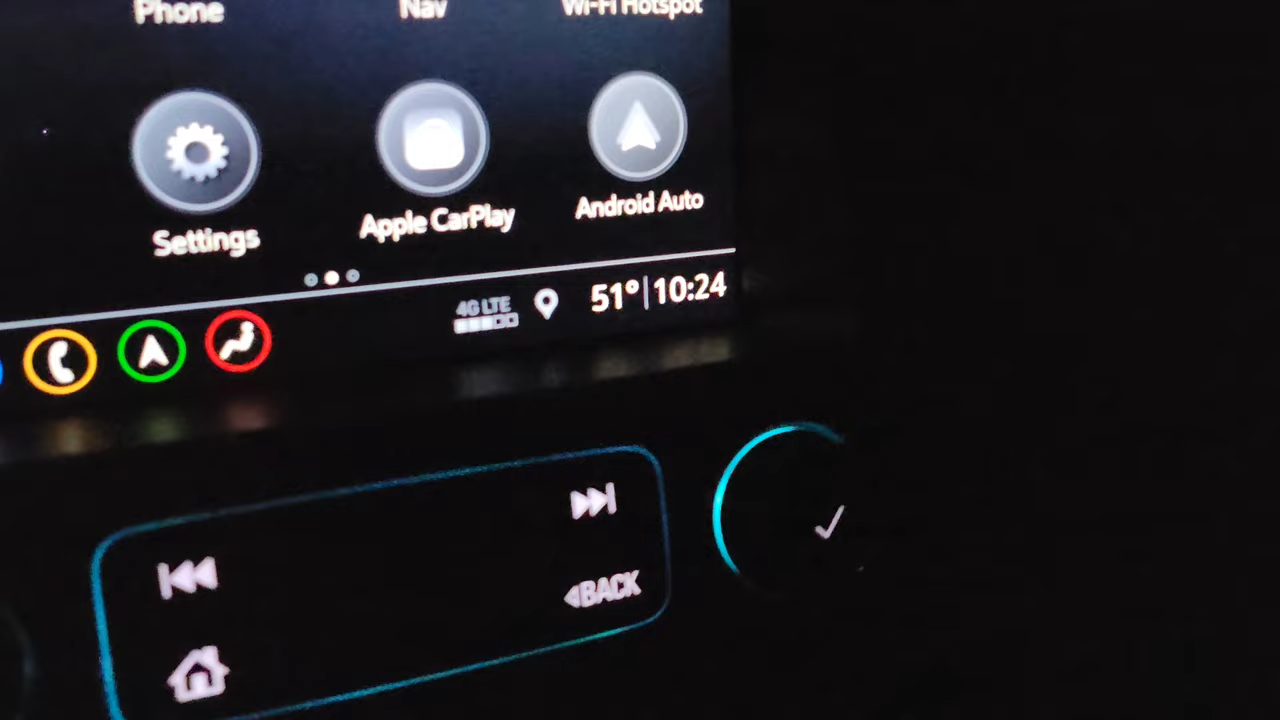 Phone Nav Wi-Fi Hotspot
Settings Apple CarPlay Android Auto
4G LTE 51° 10:24
BACK